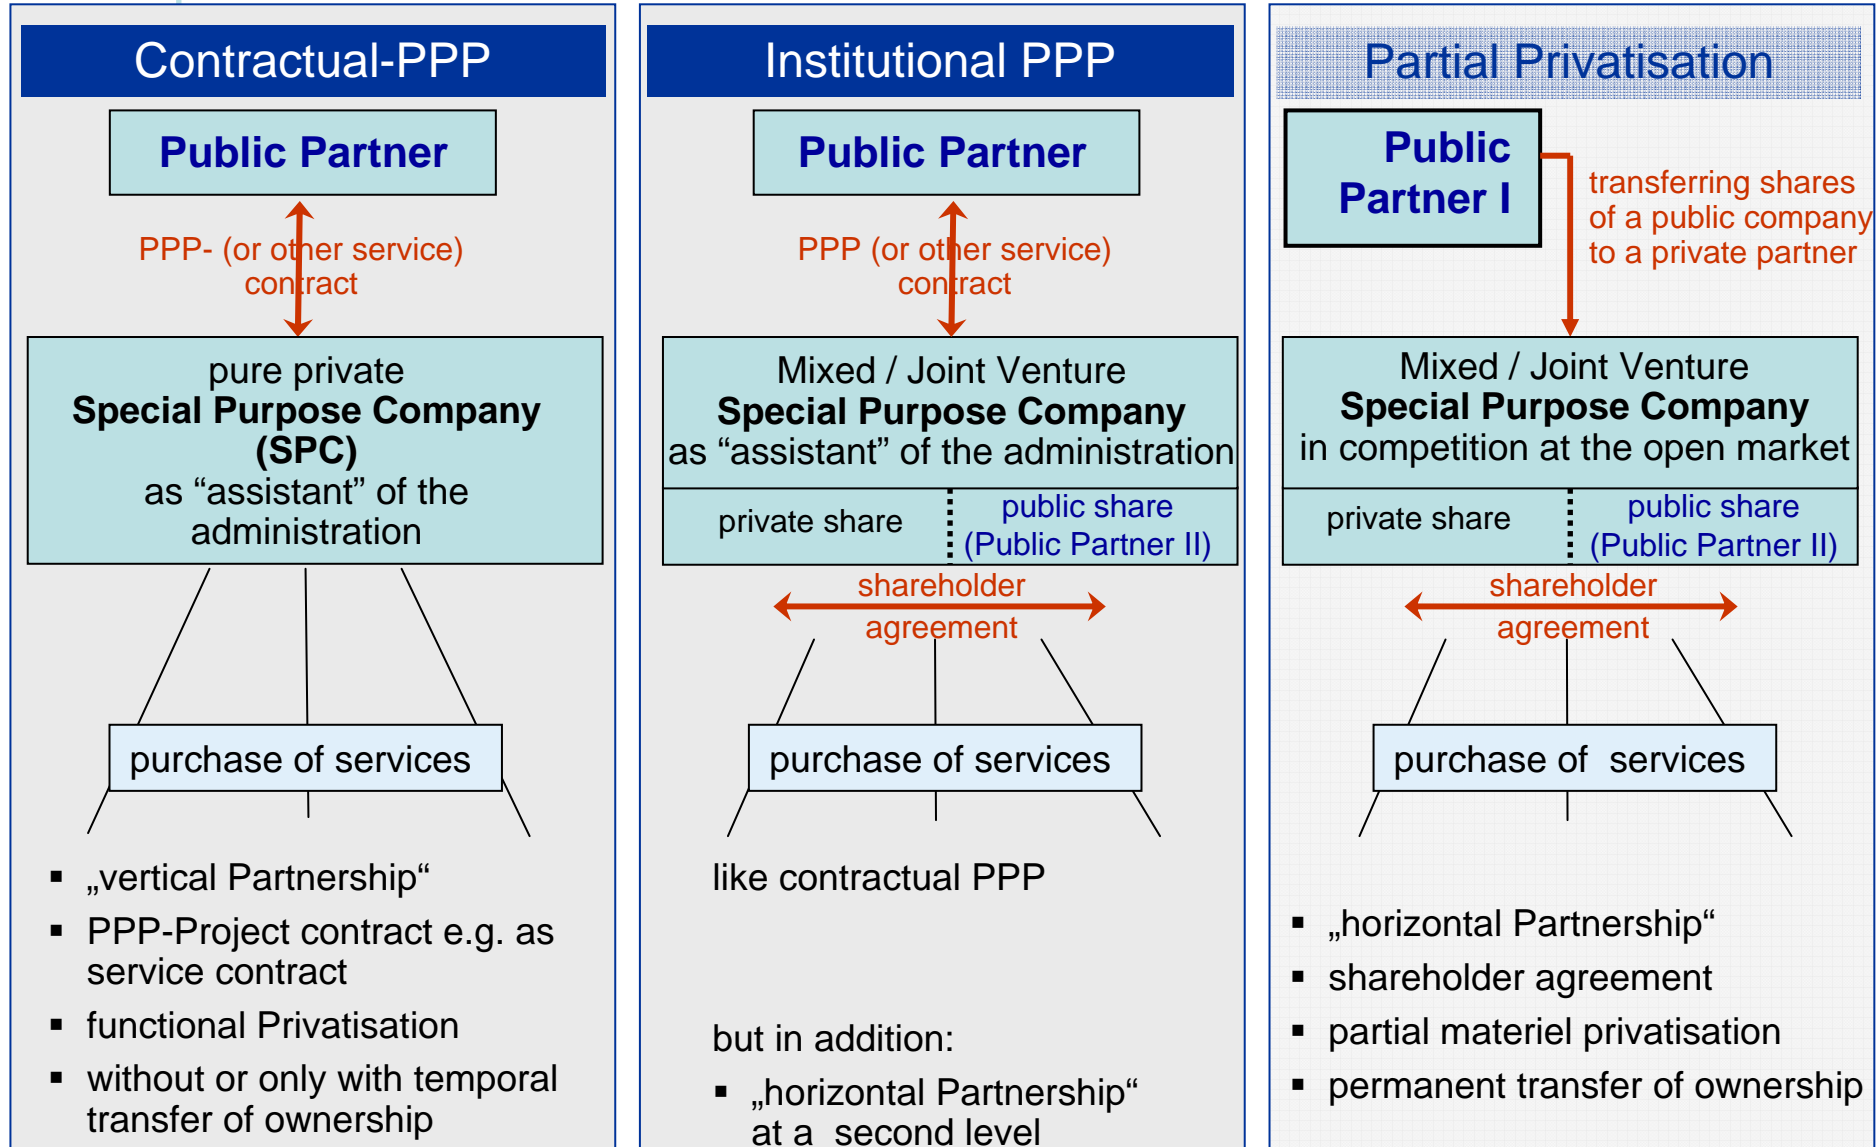 Contractual-PPP
Public Partner
PPP- (or other service)
contract
pure private
Special Purpose Company
(SPC)
as “assistant” of the
administration
purchase of services
▪ „vertical Partnership“
▪ PPP-Project contract e.g. as
service contract
▪ functional Privatisation
▪ without or only with temporal
transfer of ownership
Institutional PPP
Public Partner
PPP (or other service)
contract
Mixed / Joint Venture
Special Purpose Company
as “assistant” of the administration
private share
public share
(Public Partner II)
shareholder
agreement
purchase of services
like contractual PPP
but in addition:
▪ „horizontal Partnership“
at a second level
Partial Privatisation
Public
Partner I
transferring shares
of a public company
to a private partner
Mixed / Joint Venture
Special Purpose Company
in competition at the open market
private share
public share
(Public Partner II)
shareholder
agreement
purchase of services
▪ „horizontal Partnership“
▪ shareholder agreement
▪ partial materiel privatisation
▪ permanent transfer of ownership